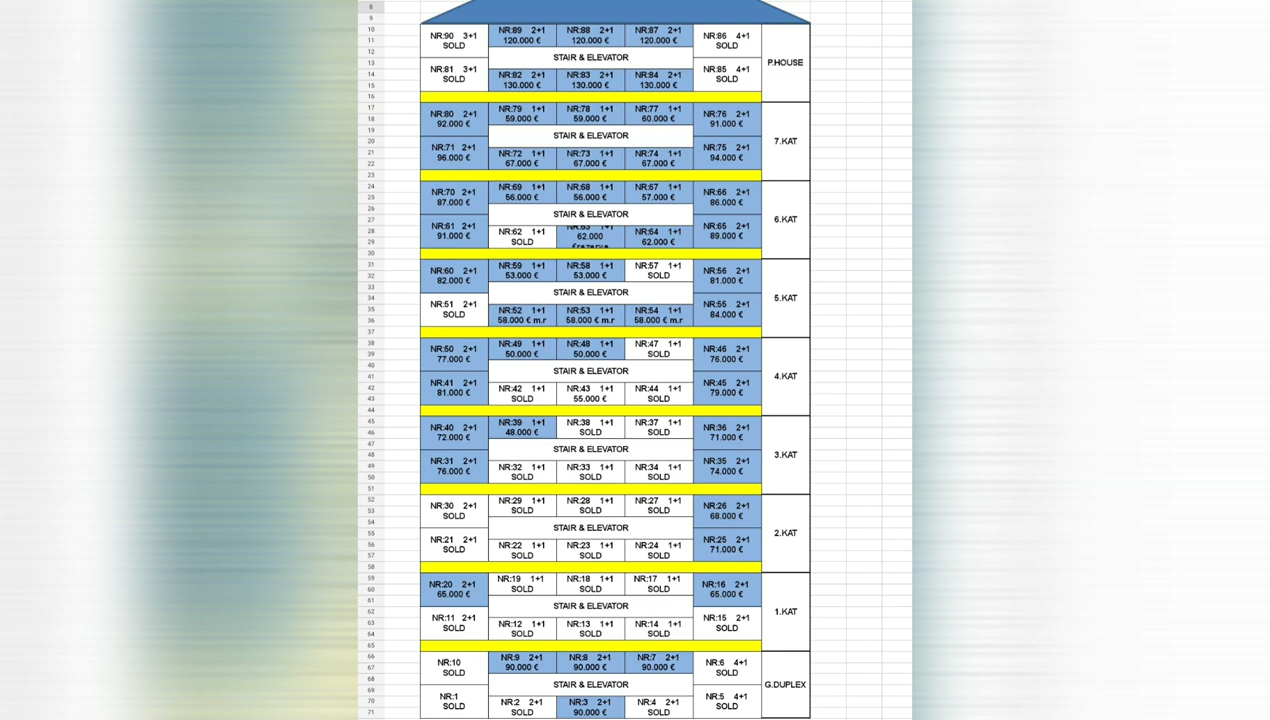 8
9
10 NR:90 3+1 NR:89 2+1 NR:88 2+1 NR:87 2+1 NR:86 4+1
11 SOLD 120.000 € 120.000 € 120.000 € SOLD
12 STAIR & ELEVATOR
13 NR:81 3+1 NR:85 4+1 P.HOUSE
14 SOLD NR:82 2+1 NR:83 2+1 NR:84 2+1 SOLD
15 130.000 € 130.000 € 130.000 €
16
17 NR:80 2+1 NR:79 1+1 NR:78 1+1 NR:77 1+1 NR:76 2+1
18 92.000 € 59.000 € 59.000 € 60.000 € 91.000 €
19
20 STAIR & ELEVATOR 7.KAT
21 NR:71 2+1 NR:72 1+1 NR:73 1+1 NR:74 1+1 NR:75 2+1
22 96.000 € 67.000 € 67.000 € 67.000 € 94.000 €
23
24 NR:70 2+1 NR:69 1+1 NR:68 1+1 NR:67 1+1 NR:66 2+1
25 87.000 € 56.000 € 56.000 € 57.000 € 86.000 €
26 STAIR & ELEVATOR
27 6.KAT
28 NR:61 2+1 NR:62 1+1 NR:63 1+1 NR:64 1+1 NR:65 2+1
29 91.000 € SOLD 62.000 62.000 € 89.000 €
30
31 NR:60 2+1 NR:59 1+1 NR:58 1+1 NR:57 1+1 NR:56 2+1
32 82.000 € 53.000 € 53.000 € SOLD 81.000 €
33 STAIR & ELEVATOR
34 NR:51 2+1 NR:55 2+1 5.KAT
35 SOLD NR:52 1+1 NR:53 1+1 NR:54 1+1 84.000 €
36 58.000 € m.r 58.000 € m.r 58.000 € m.r
37
38 NR:50 2+1 NR:49 1+1 NR:48 1+1 NR:47 1+1 NR:46 2+1
39 77.000 € 50.000 € 50.000 € SOLD 76.000 €
40 STAIR & ELEVATOR
41 4.KAT
42 NR:41 2+1 NR:42 1+1 NR:43 1+1 NR:44 1+1 NR:45 2+1
43 81.000 € SOLD 55.000 € SOLD 79.000 €
44
45 NR:40 2+1 NR:39 1+1 NR:38 1+1 NR:37 1+1 NR:36 2+1
46 72.000 € 48.000 € SOLD SOLD 71.000 €
47 STAIR & ELEVATOR
48 3.KAT
49 NR:31 2+1 NR:32 1+1 NR:33 1+1 NR:34 1+1 NR:35 2+1
50 76.000 € SOLD SOLD SOLD 74.000 €
51
52 NR:30 2+1 NR:29 1+1 NR:28 1+1 NR:27 1+1 NR:26 2+1
53 SOLD SOLD SOLD SOLD 68.000 €
54 STAIR & ELEVATOR
55 2.KAT
56 NR:21 2+1 NR:22 1+1 NR:23 1+1 NR:24 1+1 NR:25 2+1
57 SOLD SOLD SOLD SOLD 71.000 €
58
59 NR:20 2+1 NR:19 1+1 NR:18 1+1 NR:17 1+1 NR:16 2+1
60 65.000 € SOLD SOLD SOLD 65.000 €
61 STAIR & ELEVATOR
62 1.KAT
63 NR:11 2+1 NR:12 1+1 NR:13 1+1 NR:14 1+1 NR:15 2+1
64 SOLD SOLD SOLD SOLD SOLD
65
66 NR:10 NR:9 2+1 NR:8 2+1 NR:7 2+1 NR:6 4+1
67 SOLD 90.000 € 90.000 € 90.000 € SOLD
68 STAIR & ELEVATOR G.DUPLEX
69 NR:1 NR:5 4+1
70 SOLD NR:2 2+1 NR:3 2+1 NR:4 2+1 SOLD
71 SOLD 90.000 € SOLD